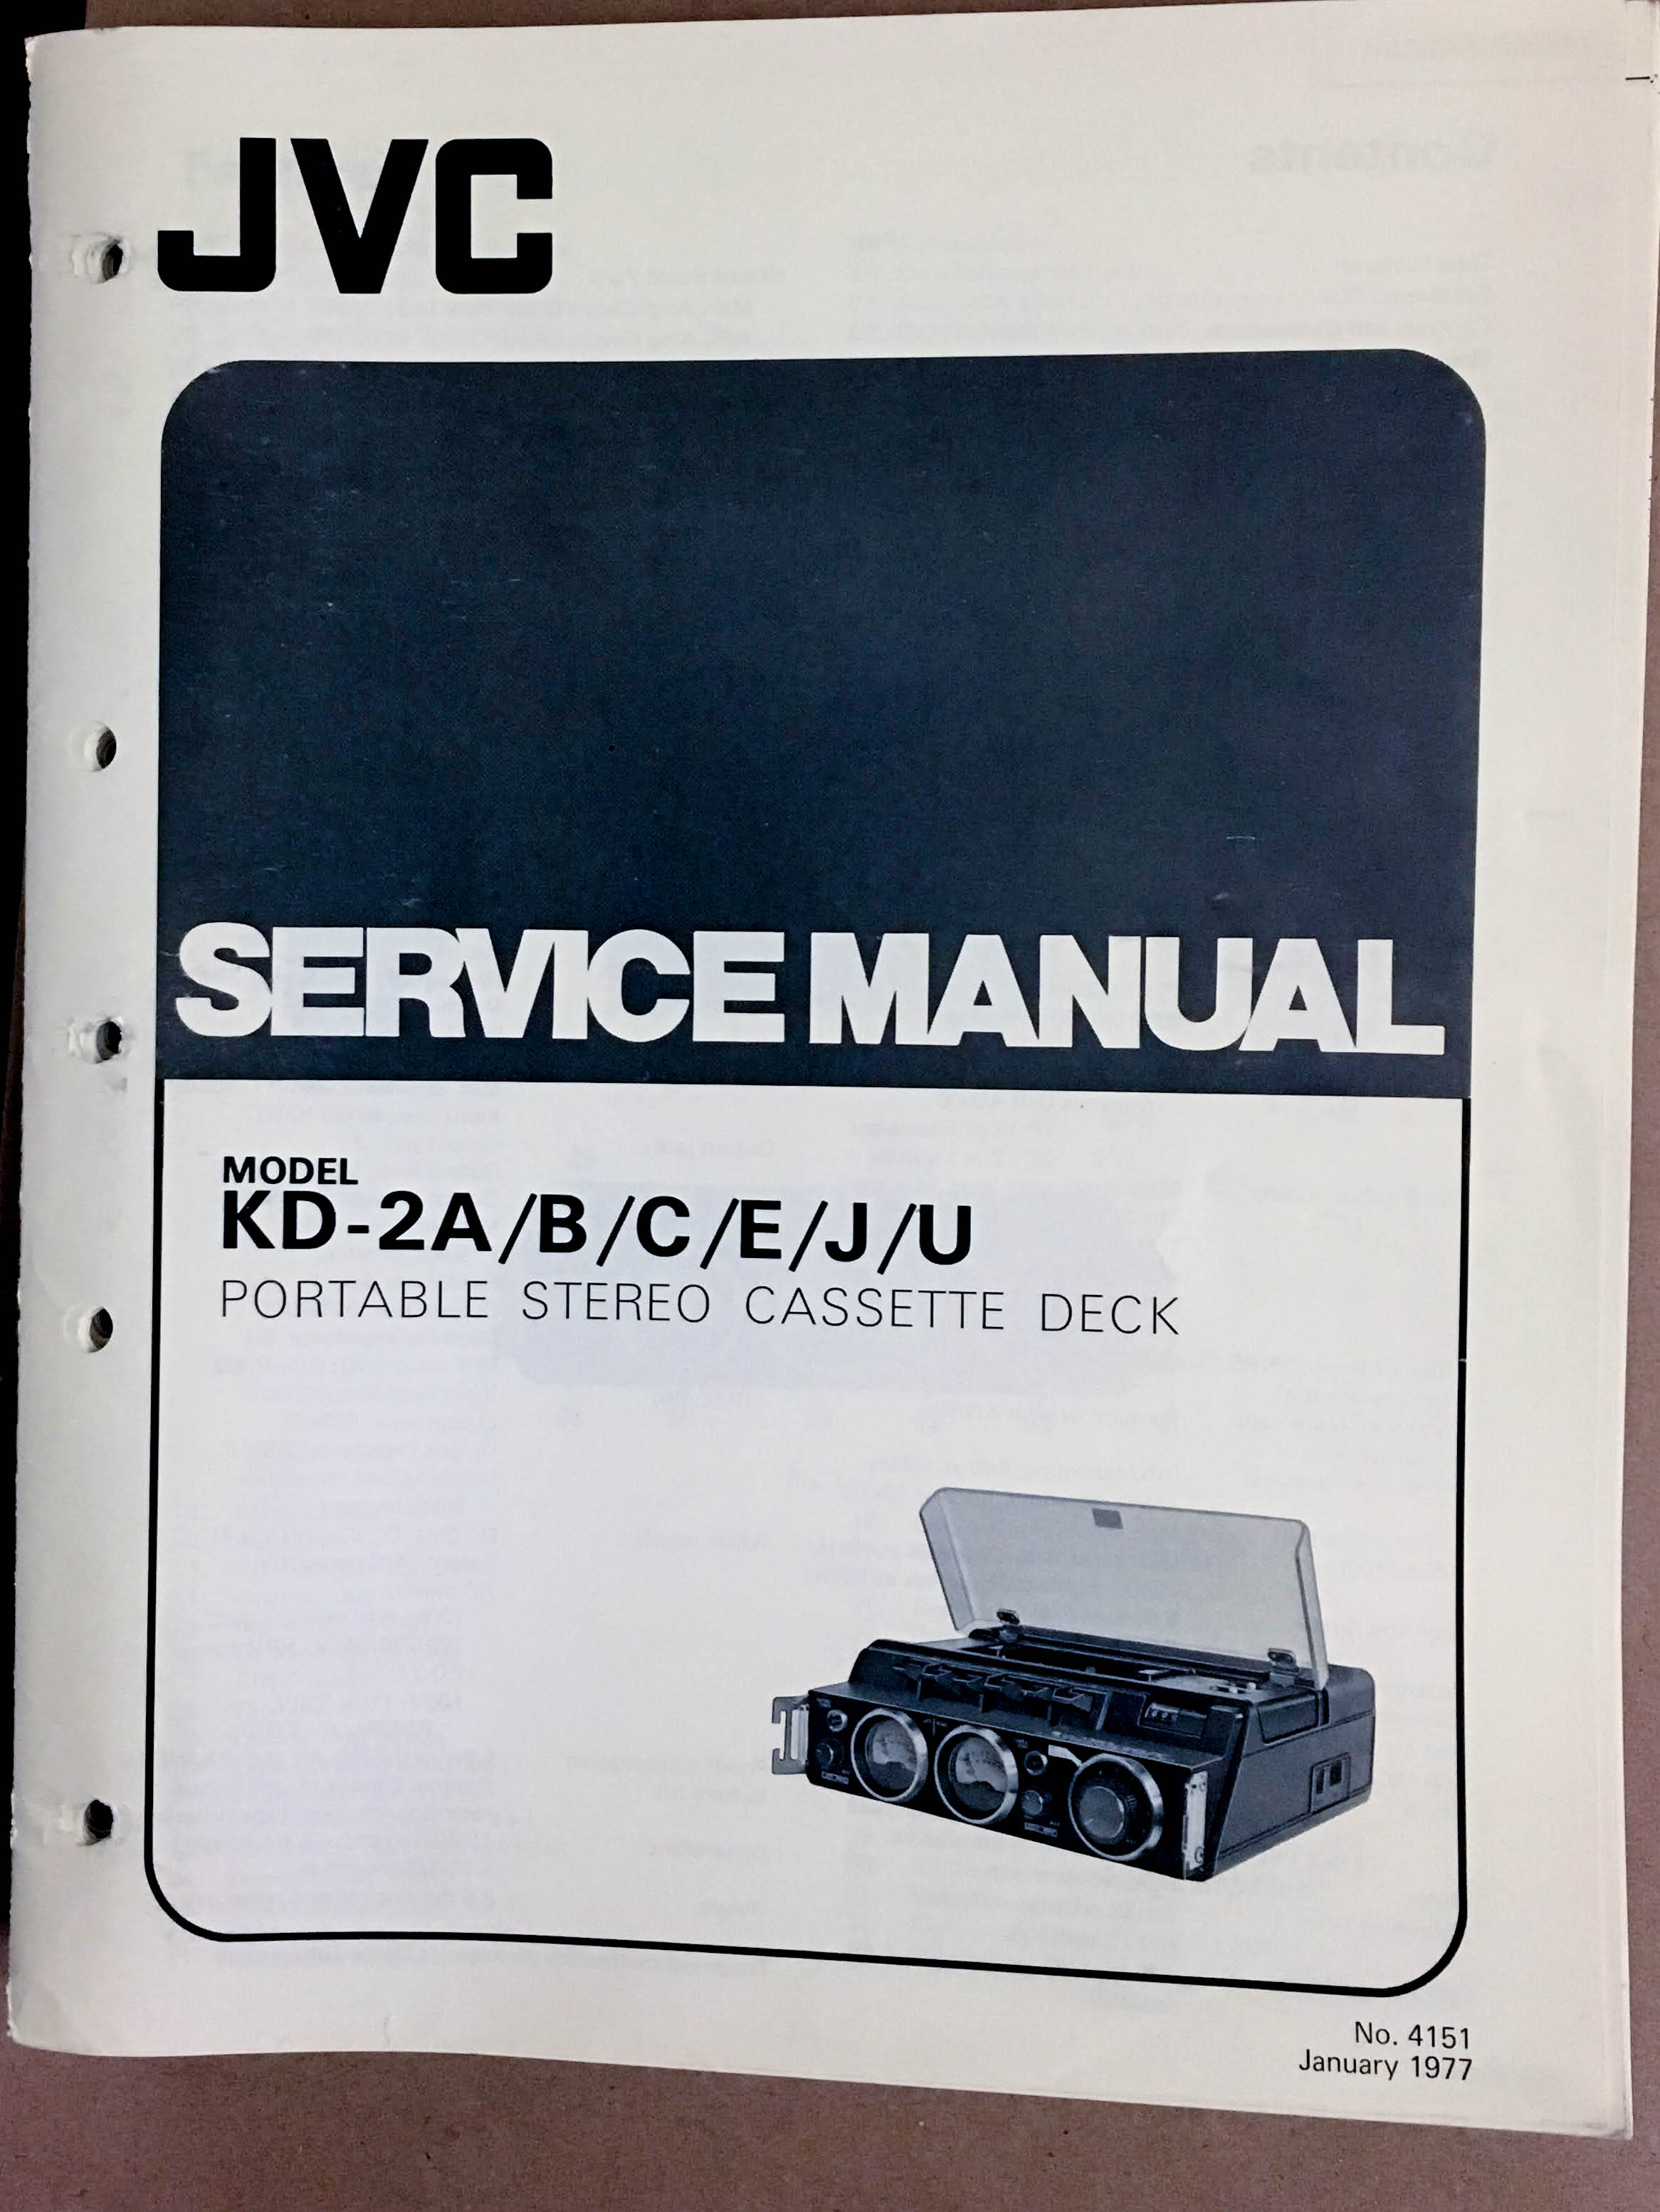 JVC
SERVICE MANUAL
MODEL
KD-2A/B/C/E/J/U
PORTABLE STEREO CASSETTE DECK
No. 4151
January 1977